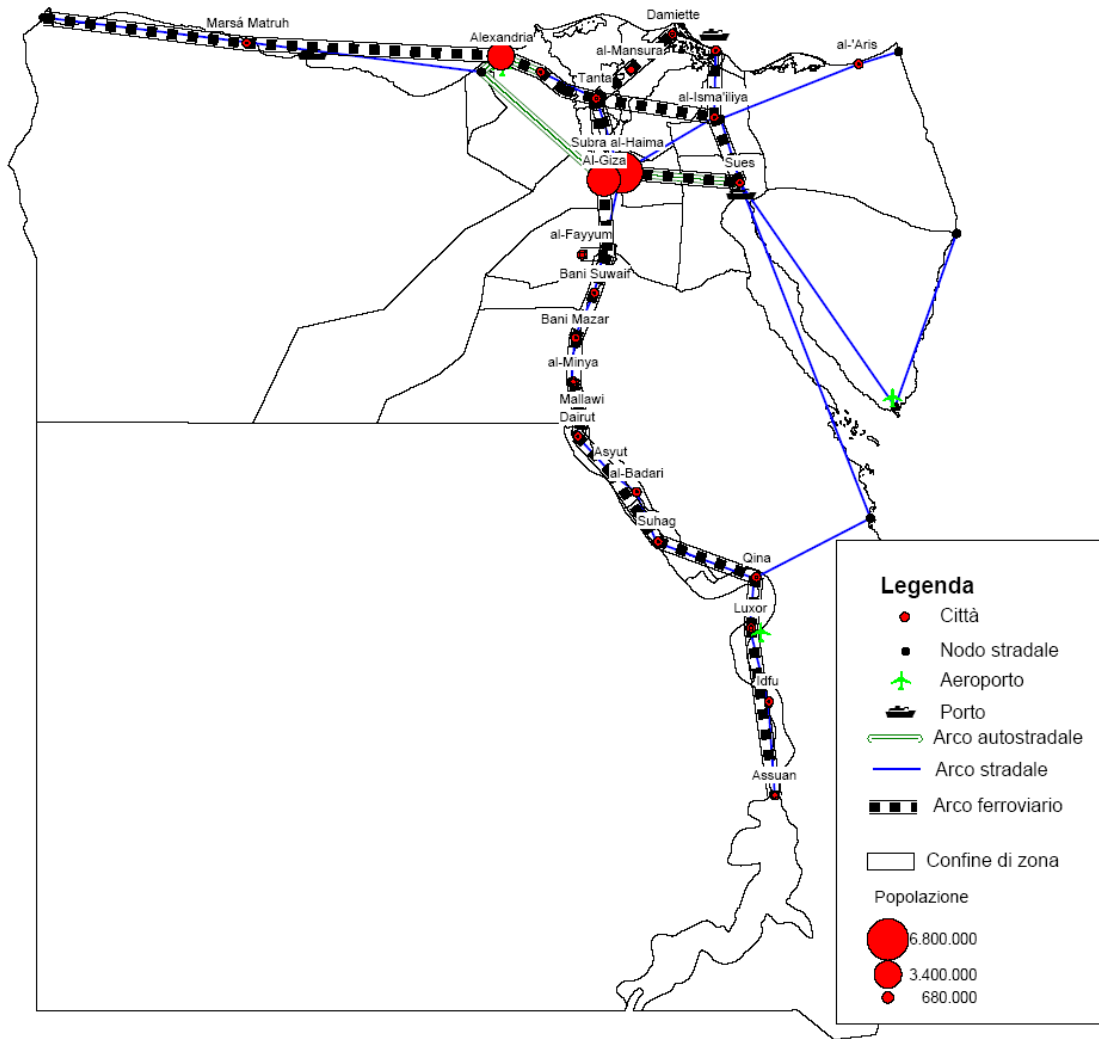 Damiette
Marsá Matruh
Alexandria
al-Mansura
al-'Aris
Tanta
al-Isma'iliya
Subra al-Haima
Al-Giza
Sues
al-Fayyum
Bani Suwaif
Bani Mazar
al-Minya
Mallawi
Dairut
Asyut
al-Badari
Suhag
Qina
Luxor
Idfu
Assuan
Legenda
Città
Nodo stradale
Aeroporto
Porto
Arco autostradale
Arco stradale
Arco ferroviario
Confine di zona
Popolazione
6.800.000
3.400.000
680.000